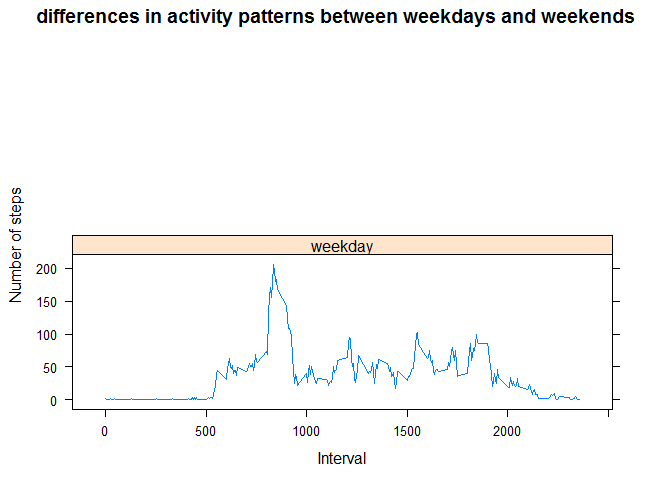 differences in activity patterns between weekdays and weekends
Number of steps
weekday
200
150
100
50
0
0 500 1000 1500 2000
Interval